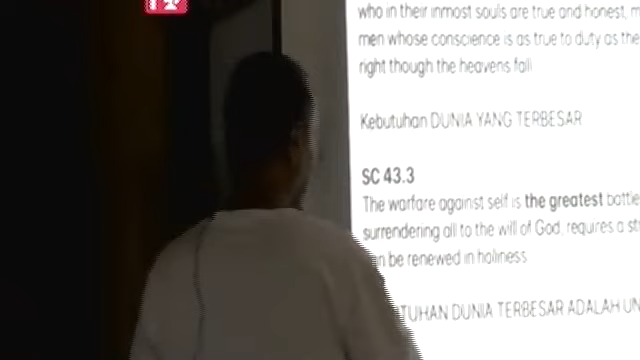 who in their inmost souls are true and honest,
men whose conscience is as true to duty as the
right though the heavens fall
Kebutuhan DUNIA YANG TERBESAR
SC 43.3
The warfare against self is the greatest
surrendering all to the will of God, requires a
be renewed in holiness
DUNIA TERBESAR ADALAH